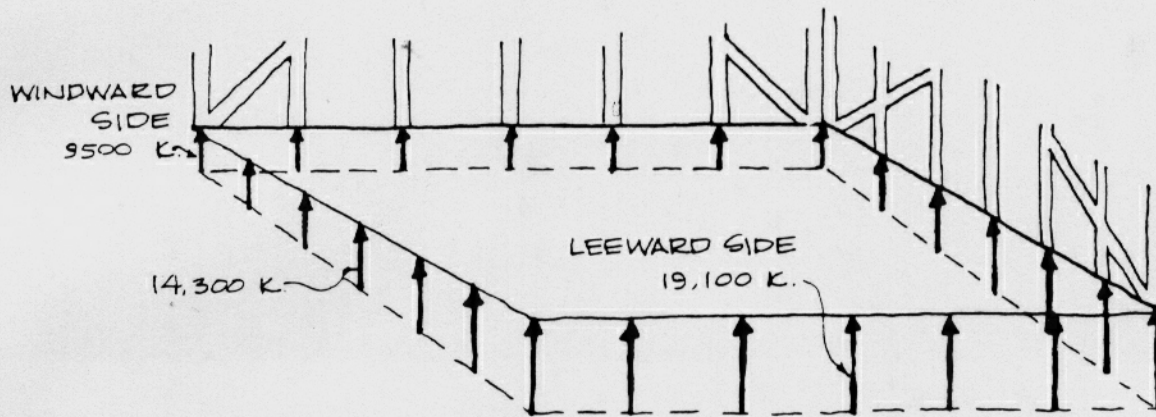 WINDWARD
SIDE
9500 K.
14,300 K.
LEEWARD SIDE
19,100 K.